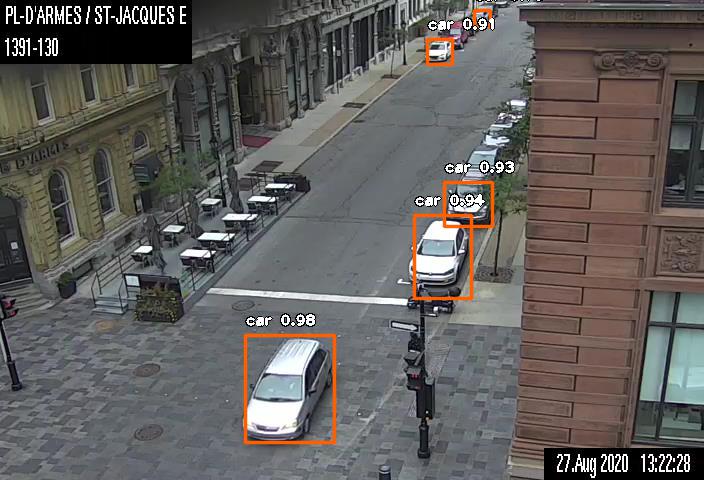 PL-D'ARMES / ST-JACQUES E
1391-130
car 0.91
car 0.93
car 0.94
D'ARMES
car 0.98
27.Aug 2020 13:22:28